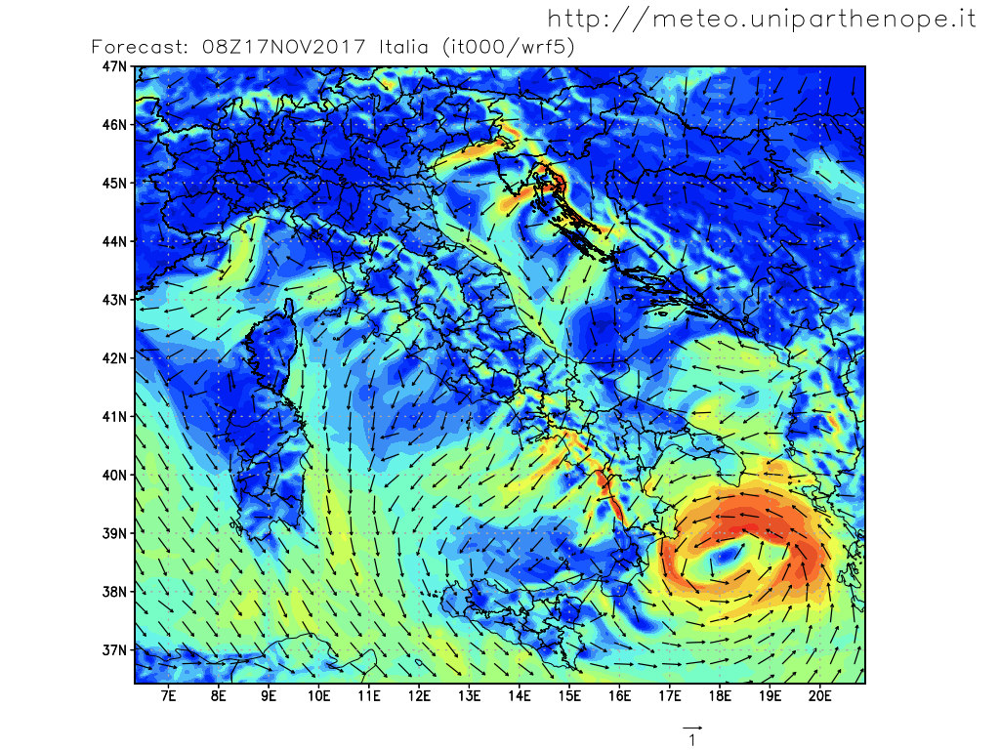 http://meteo.uniparthenope.it
Forecast: 08Z17NOV2017 Italia (it000/wrf5)
47N
46N
45N
44N
43N
42N
41N
40N
39N
38N
37N
7E 8E 9E 10E 11E 12E 13E 14E 15E 16E 17E 18E 19E 20E
1